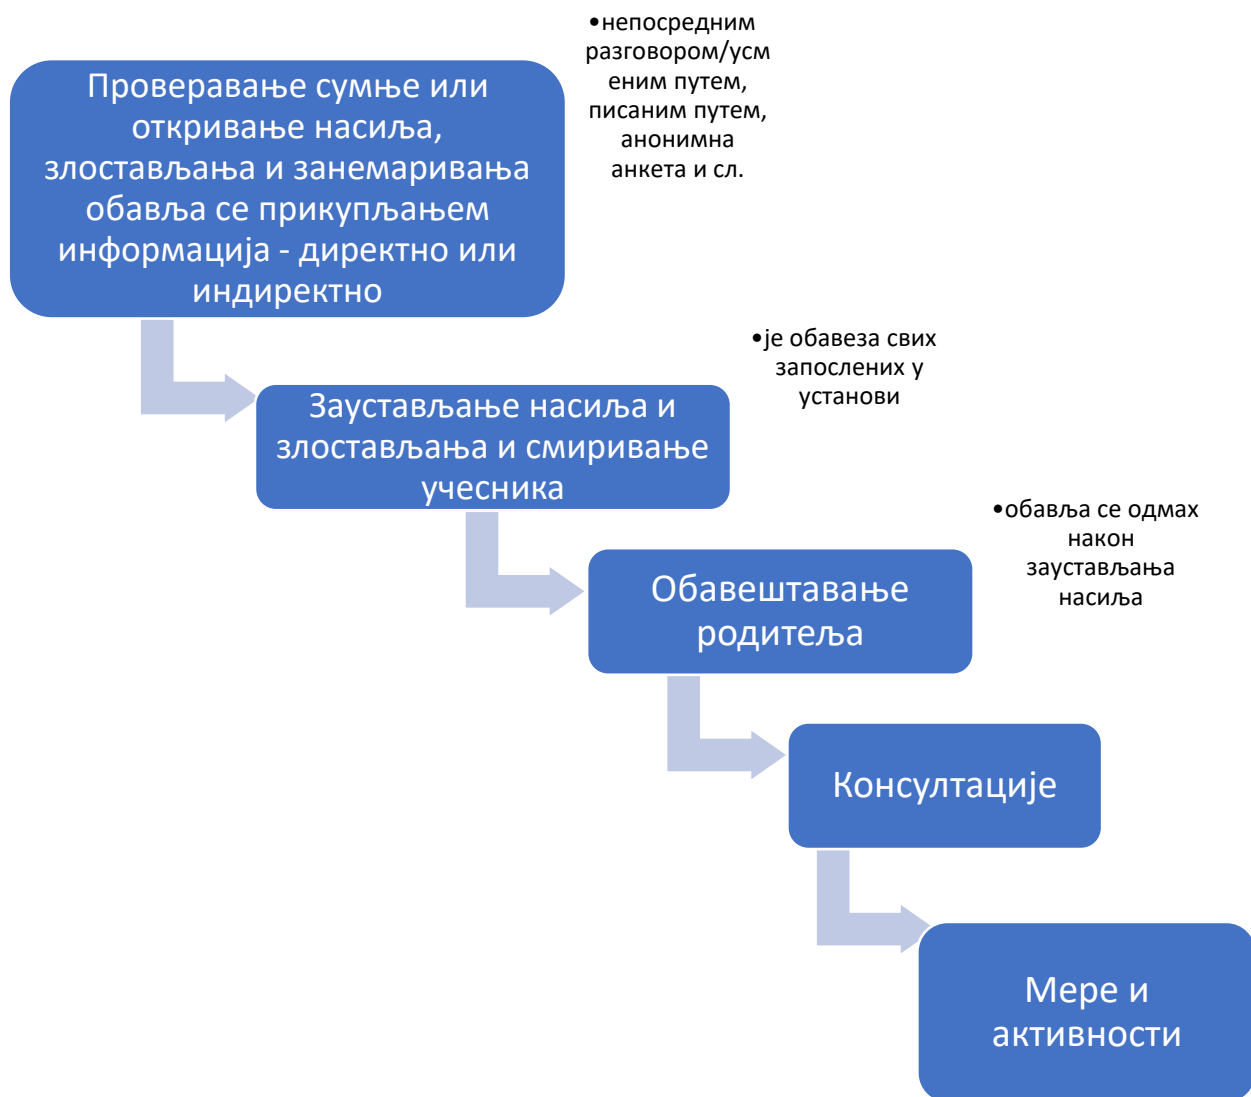 Проверавање сумње или
откривање насиља,
злостављања и занемаривања
обавља се прикупљањем
информација - директно или
индиректно
•непосредним
разговором/усм
еним путем,
писаним путем,
анонимна
анкета и сл.
Заустављање насиља и
злостављања и смиривање
учесника
•је обавеза свих
запослених у
установи
Обавештавање
родитеља
•обавља се одмах
након
заустављања
насиља
Консултације
Мере и
активности